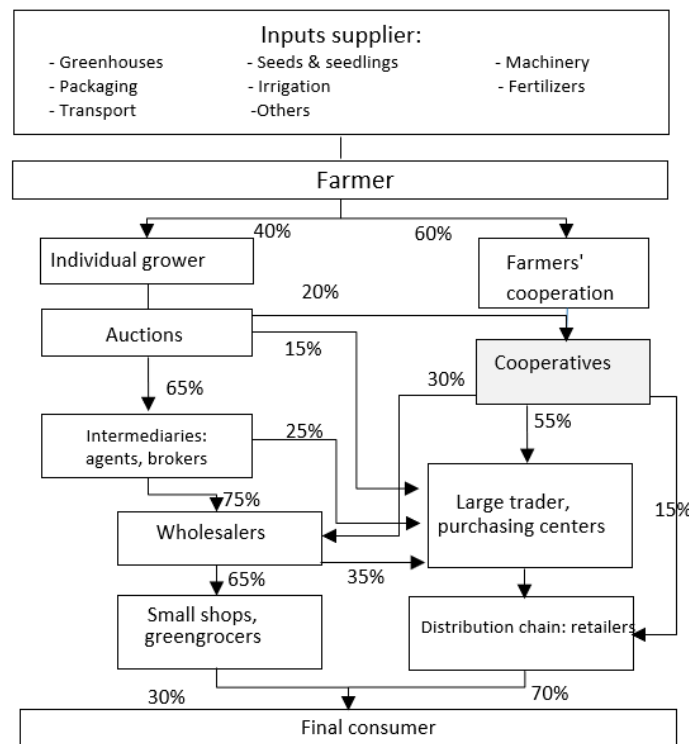 Inputs supplier:
- Greenhouses - Seeds & seedlings - Machinery
- Packaging - Irrigation - Fertilizers
- Transport -Others
Farmer
40% 60%
Individual grower
Farmers'
cooperation
20%
Auctions
15%
Cooperatives
65%
30%
55%
Intermediaries:
agents, brokers
25%
75%
Large trader,
purchasing centers
15%
Wholesalers
65% 35%
Small shops,
greengrocers
Distribution chain: retailers
30% 70%
Final consumer